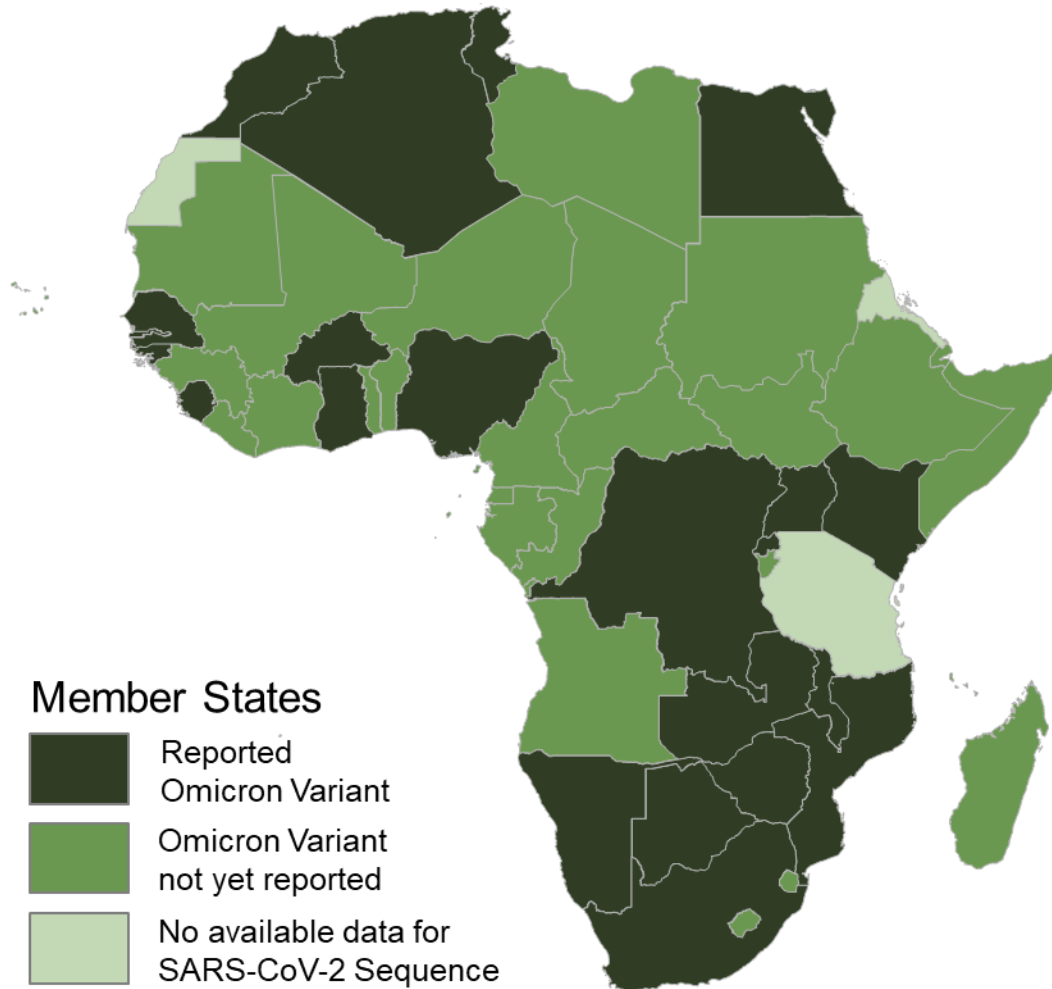 Member States
Reported
Omicron Variant
Omicron Variant
not yet reported
No available data for
SARS-CoV-2 Sequence